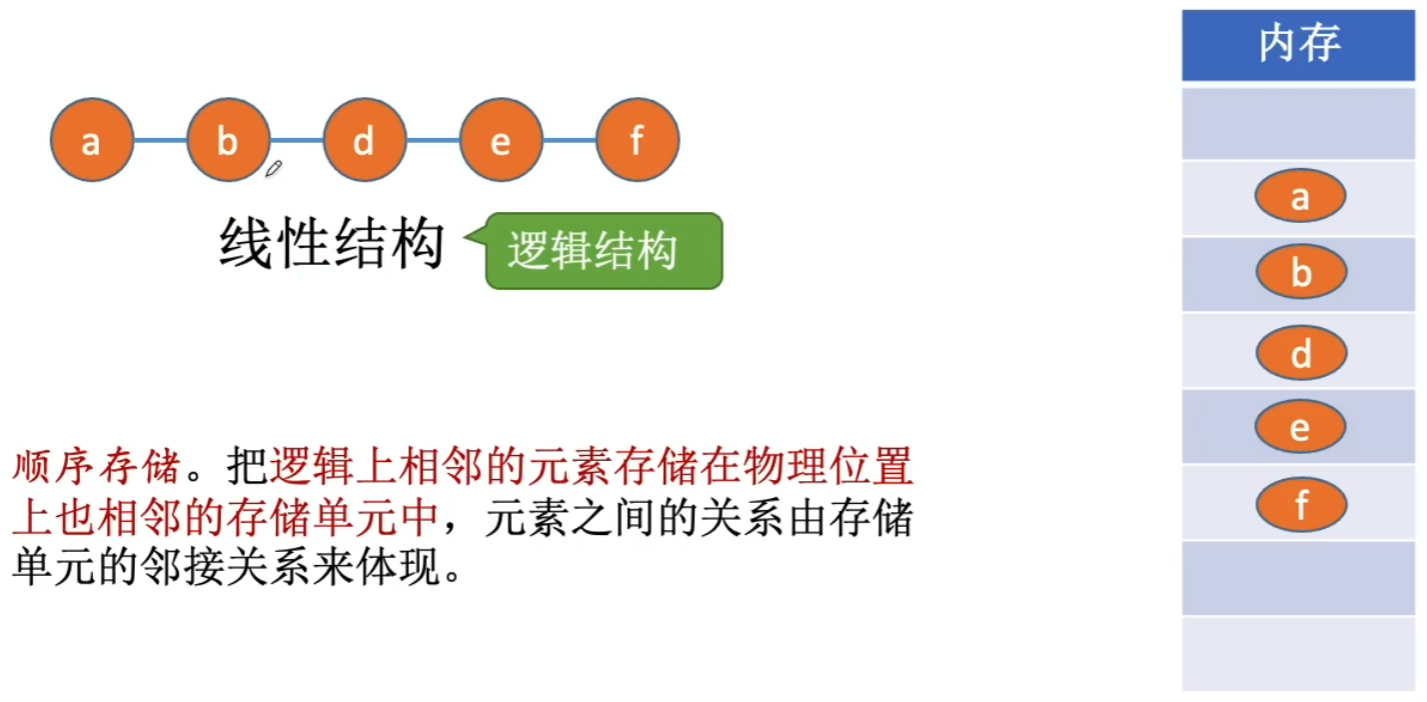 a b d e f
线性结构
逻辑结构
顺序存储。把逻辑上相邻的元素存储在物理位置
上也相邻的存储单元中，元素之间的关系由存储
单元的邻接关系来体现。
内存
a
b
d
e
f